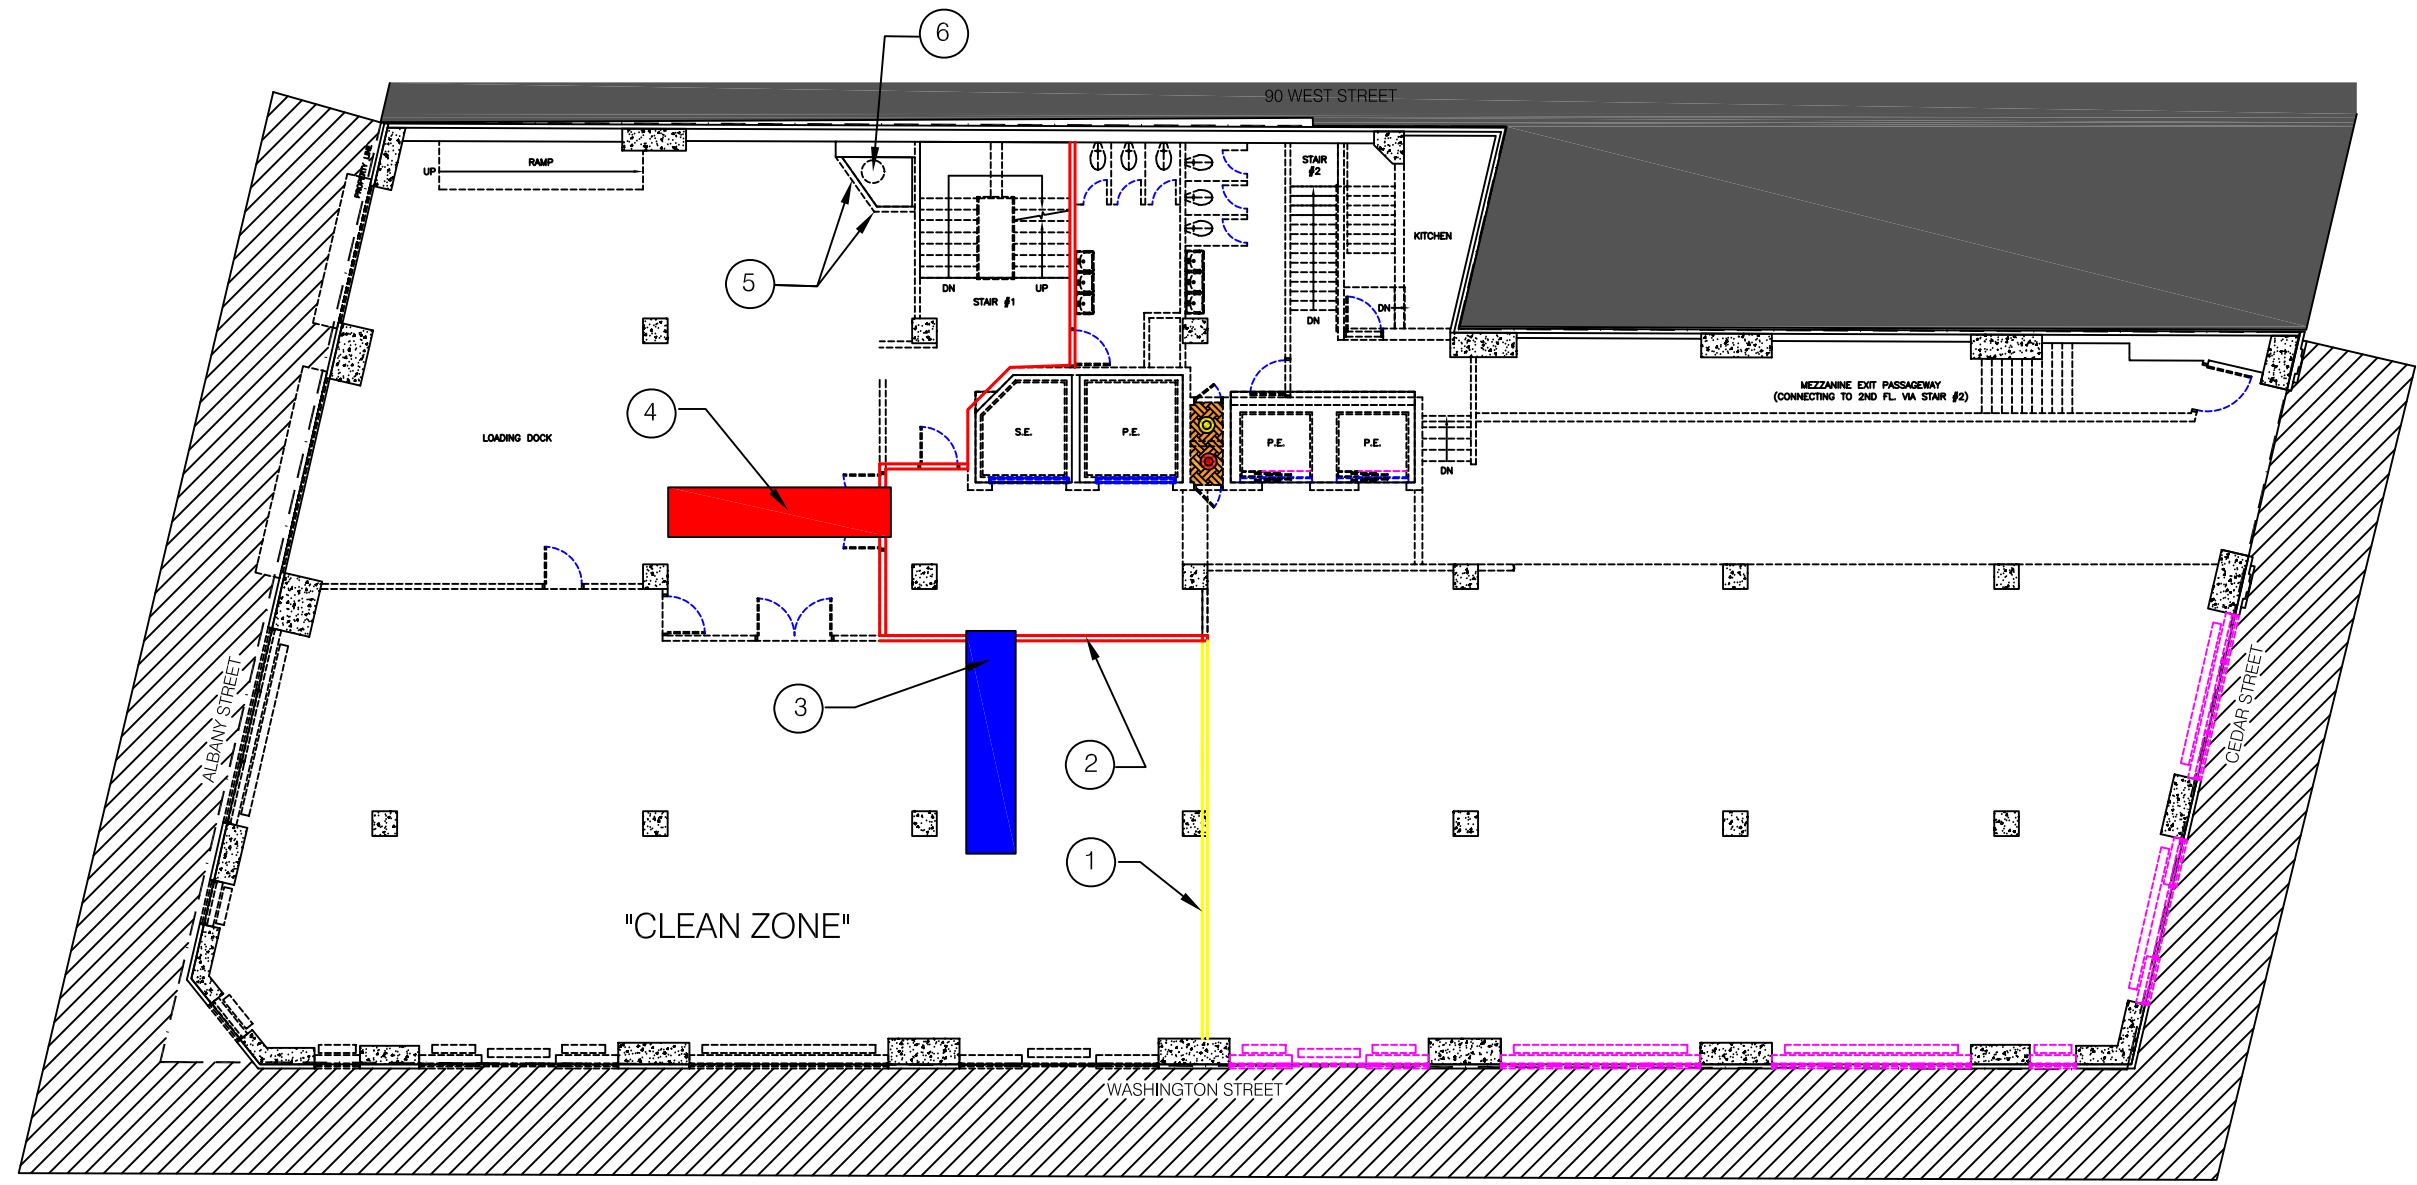 6
90 WEST STREET
PROPERTY LINE
UP
RAMP
STAIR
#2
KITCHEN
5
DN
STAIR #1
UP
DN
DN
MEZZANINE EXIT PASSAGEWAY
(CONNECTING TO 2ND FL. VIA STAIR #2)
4
LOADING DOCK
S.E.
P.E.
P.E.
P.E.
DN
3
2
ALBANY STREET
CEDAR STREET
1
"CLEAN ZONE"
WASHINGTON STREET